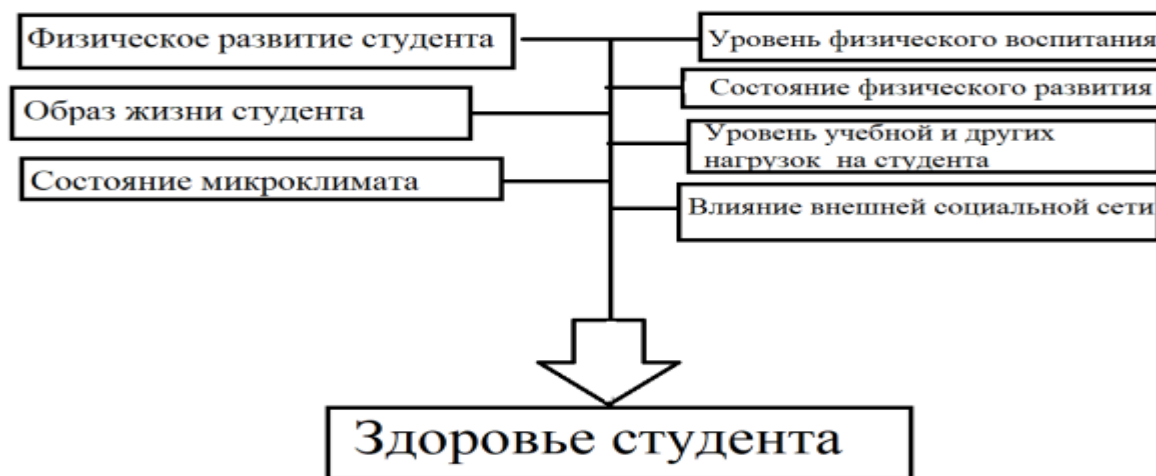 Физическое развитие студента
Уровень физического воспитания
Состояние физического развития
Образ жизни студента
Уровень учебной и других
нагрузок на студента
Состояние микроклимата
Влияние внешней социальной сети
Здоровье студента